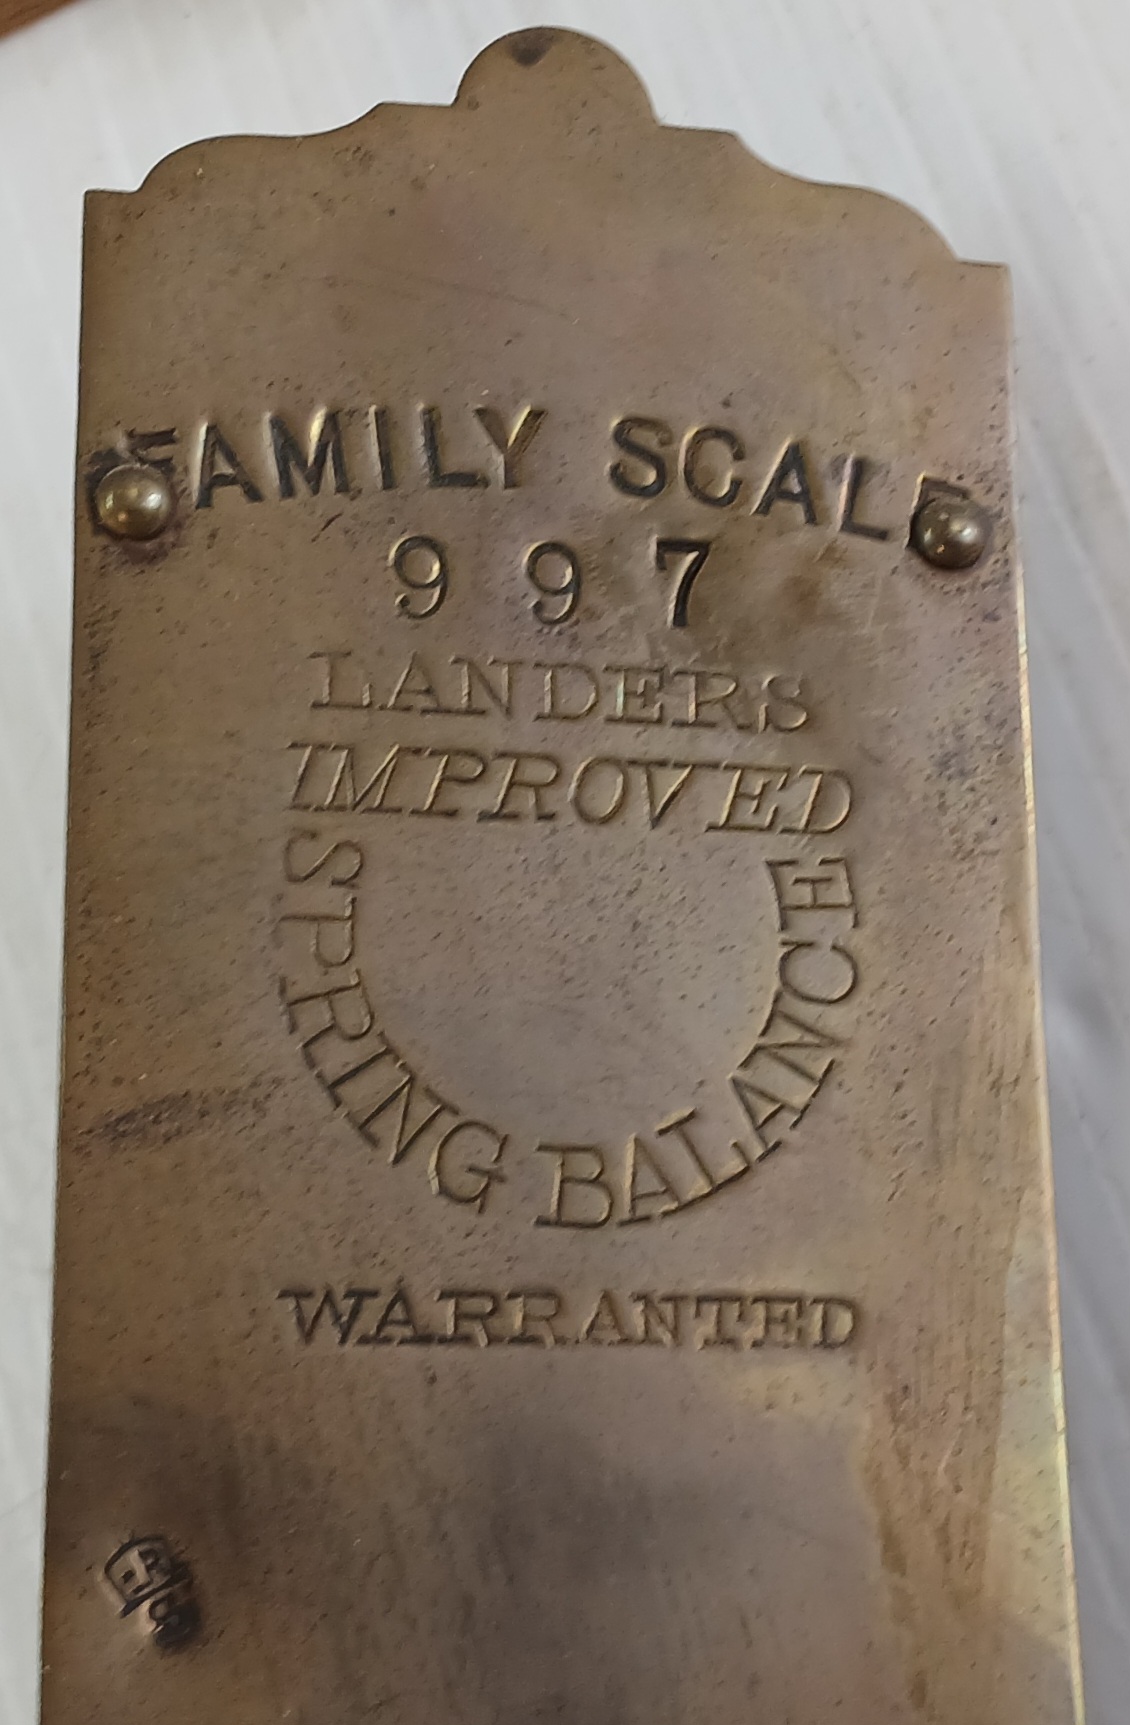 FAMILY SCALE
997
LANDERS
IMPROVED
SPRING BALANCE
WARRANTED